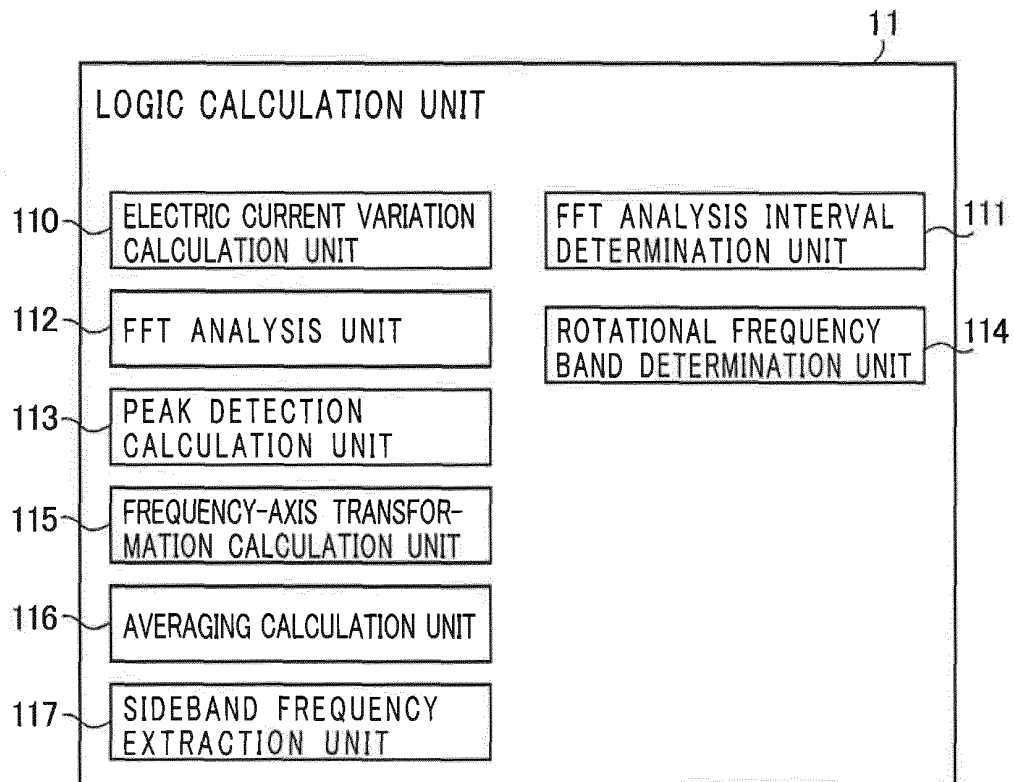 11
LOGIC CALCULATION UNIT
110
ELECTRIC CURRENT VARIATION
CALCULATION UNIT
FFT ANALYSIS INTERVAL
DETERMINATION UNIT
111
112
FFT ANALYSIS UNIT
ROTATIONAL FREQUENCY
BAND DETERMINATION UNIT
114
113
PEAK DETECTION
CALCULATION UNIT
115
FREQUENCY-AXIS TRANSFOR-
MATION CALCULATION UNIT
116
AVERAGING CALCULATION UNIT
117
SIDEBAND FREQUENCY
EXTRACTION UNIT